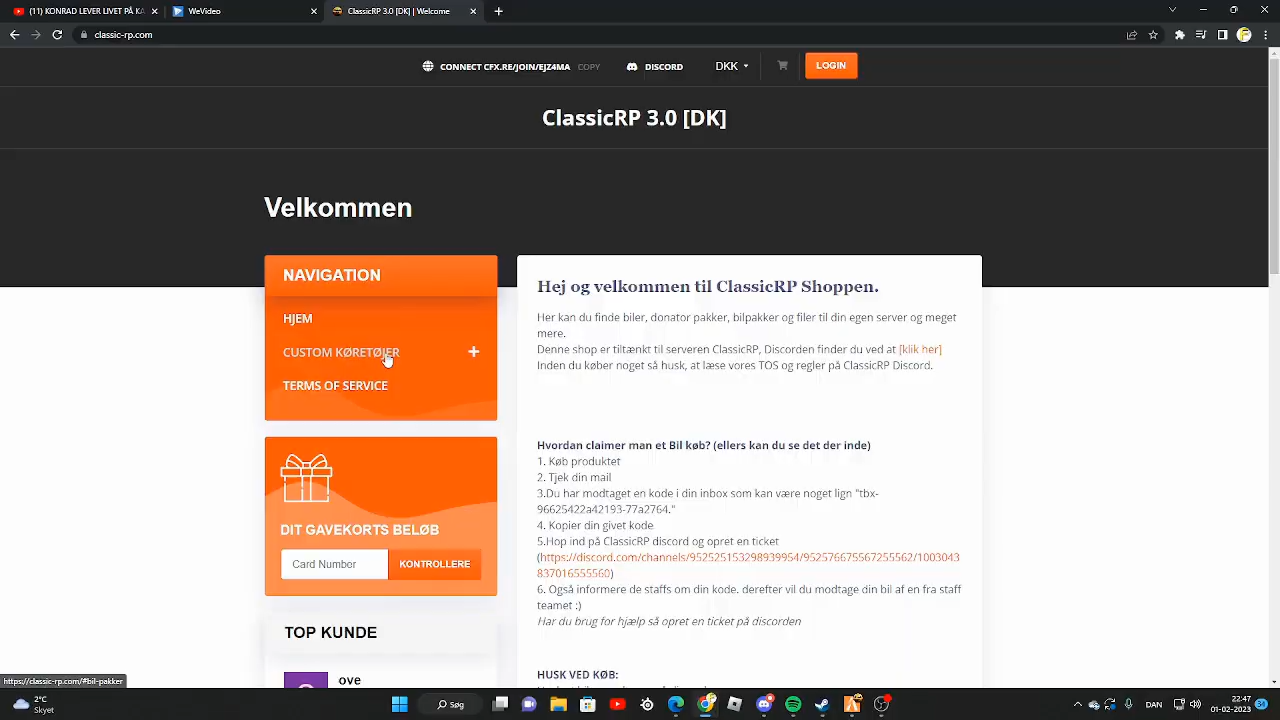 (11) KONRAD LEVER LIVET PÅ KA
WeVideo
ClassicRP 3.0 [DK] | Welcome
classic-rp.com
CONNECT CFX.RE/JOIN/EJZ4MA COPY
DISCORD
DKK
LOGIN
ClassicRP 3.0 [DK]
Velkommen
NAVIGATION
HJEM
CUSTOM KØRETØJER
TERMS OF SERVICE
DIT GAVEKORTS BELØB
Card Number
KONTROLLERE
TOP KUNDE
ove
Hej og velkommen til ClassicRP Shoppen.
Her kan du finde biler, donator pakker, bilpakker og filer til din egen server og meget
mere.
Denne shop er tiltænkt til serveren ClassicRP, Discorden finder du ved at [klik her]
Inden du køber noget så husk, at læse vores TOS og regler på ClassicRP Discord.
Hvordan claimer man et Bil køb? (ellers kan du se det der inde)
1. Køb produktet
2. Tjek din mail
3.Du har modtaget en kode i din inbox som kan være noget lign "tbx-
96625422a42193-77a2764."
4. Kopier din givet kode
5.Hop ind på ClassicRP discord og opret en ticket
(https://discord.com/channels/952525153298939954/952576675567255562/1003043
837016555560)
6. Også informere de staffs om din kode. derefter vil du modtage din bil af en fra staff
teamet :)
Har du brug for hjælp så opret en ticket på discorden
HUSK VED KØB:
https://classic-rp.com/#bil-pakker
2°C
Skyet
Søg
DAN
22:47
01-02-2023